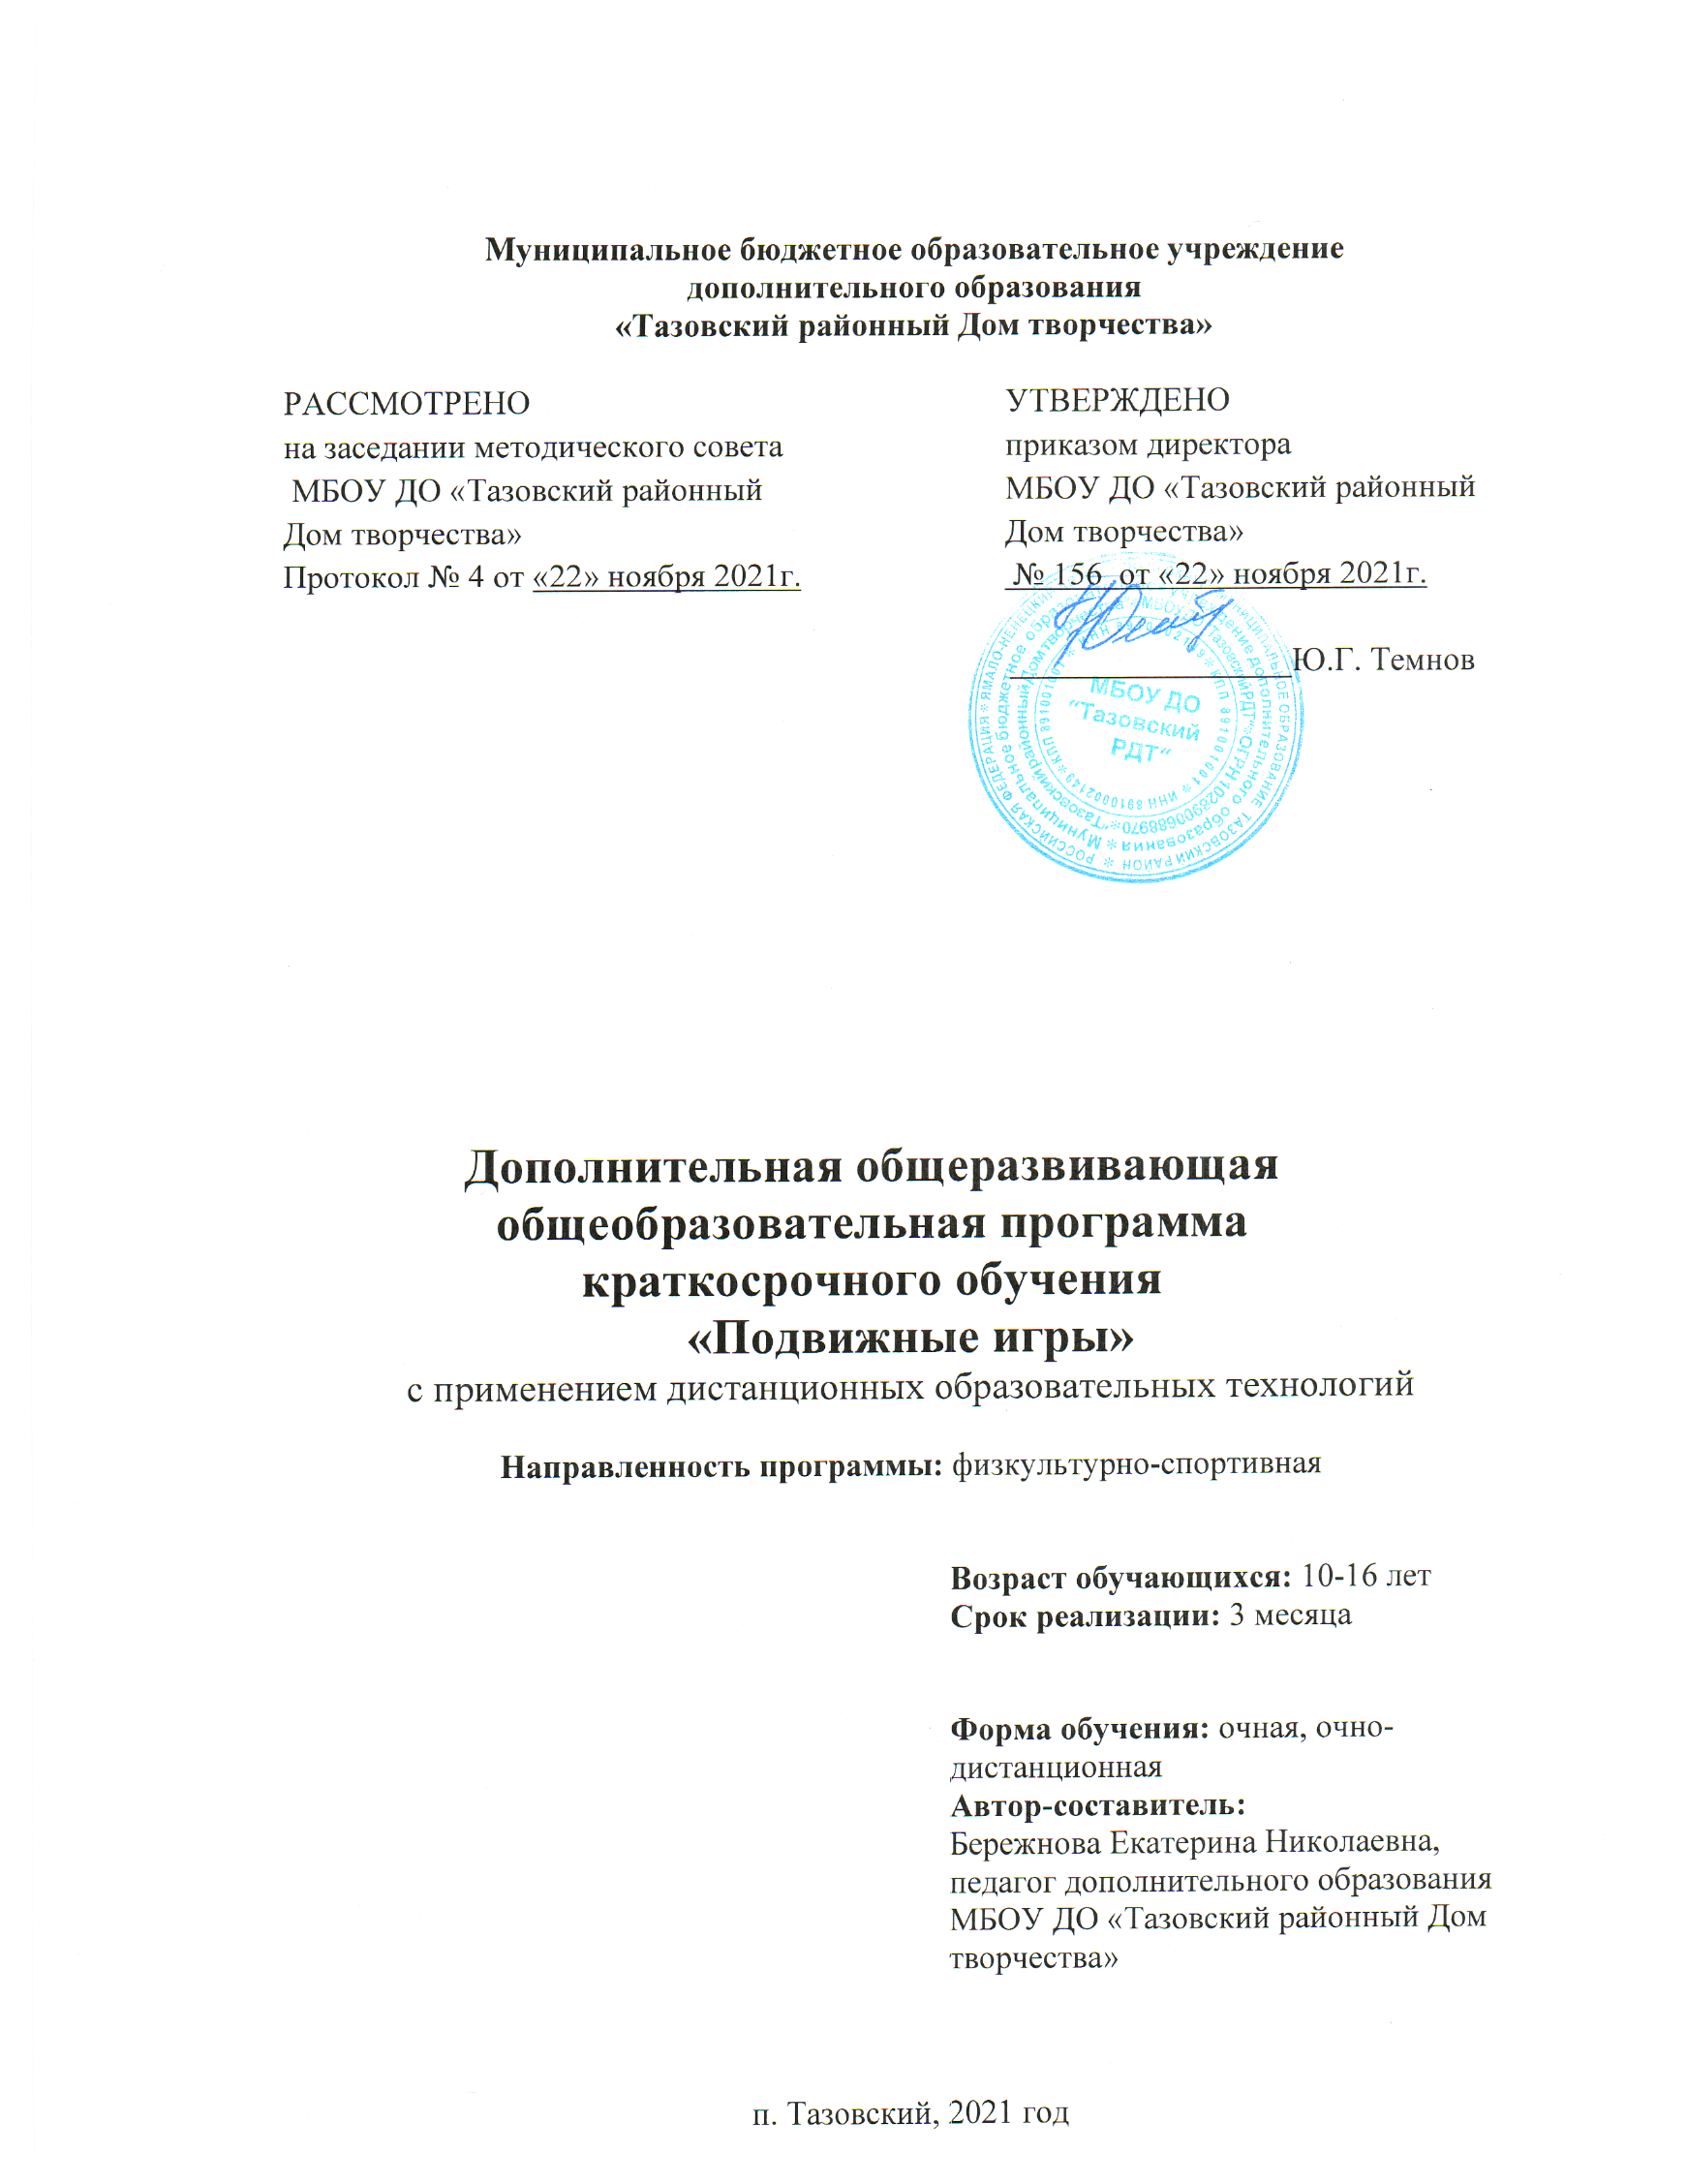 Муниципальное бюджетное образовательное учреждение
дополнительного образования
«Тазовский районный Дом творчества»
РАССМОТРЕНО
на заседании методического совета
МБОУ ДО «Тазовский районный
Дом творчества»
Протокол № 4 от «22» ноября 2021г.
УТВЕРЖДЕНО
приказом директора
МБОУ ДО «Тазовский районный
Дом творчества»
№ 156 от «22» ноября 2021г.
Ю.Г. Темнов
МБОУ ДО
"Тазовский
РДТ"
Дополнительная общеразвивающая
общеобразовательная программа
краткосрочного обучения
«Подвижные игры»
с применением дистанционных образовательных технологий
Направленность программы: физкультурно-спортивная
Возраст обучающихся: 10-16 лет
Срок реализации: 3 месяца
Форма обучения: очная, очно-
дистанционная
Автор-составитель:
Бережнова Екатерина Николаевна,
педагог дополнительного образования
МБОУ ДО «Тазовский районный Дом
творчества»
п. Тазовский, 2021 год